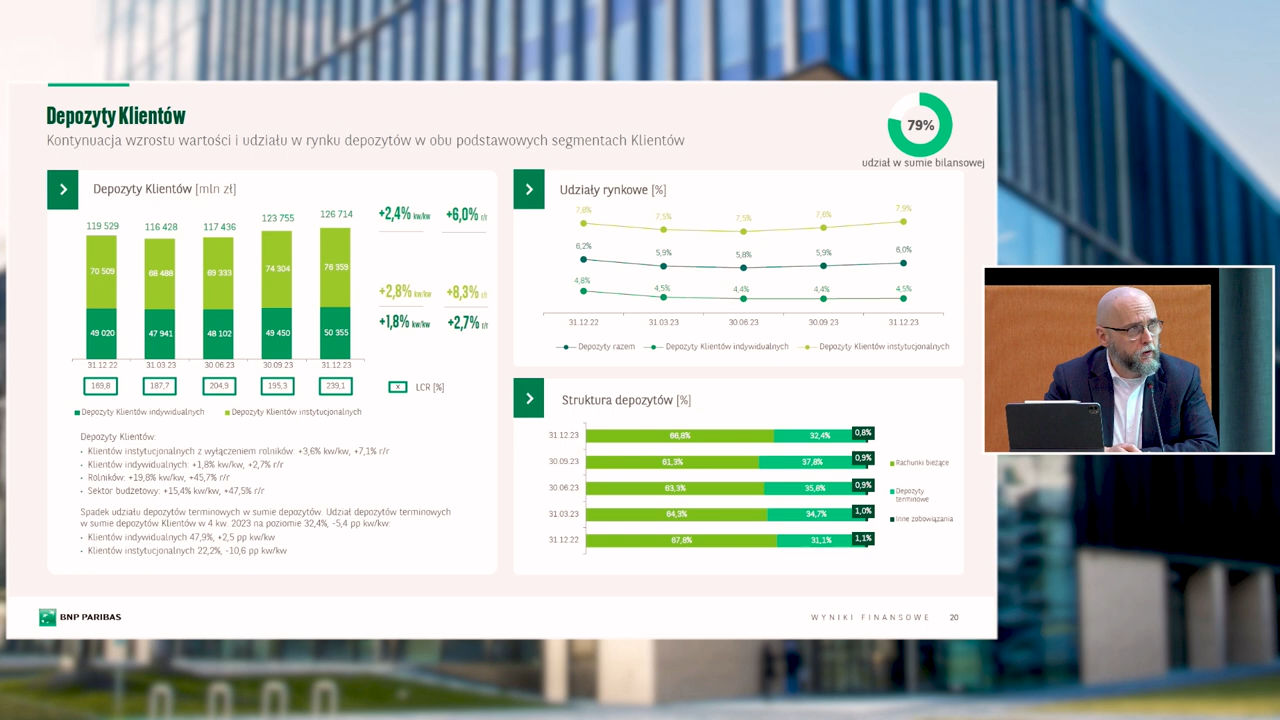 Depozyty Klientów
Kontynuacja wzrostu wartości i udziału w rynku depozytów w obu podstawowych segmentach Klientów
79%
udział w sumie bilansowej
Depozyty Klientów [mln zł]
119 529 116 428 117 436 123 755 126 714
70 509 68 488 69 333 74 304 76 359
49 020 47 941 48 102 49 450 50 355
31.12.22 31.03.23 30.06.23 30.09.23 31.12.23
169,8 187,7 204,9 195,3 239,1
x LCR [%]
+2,4% kw/kw +6,0% r/r
+2,8% kw/kw +8,3% r/r
+1,8% kw/kw +2,7% r/r
Depozyty Klientów indywidualnych Depozyty Klientów instytucjonalnych
Depozyty Klientów:
• Klientów instytucjonalnych z wyłączeniem rolników: +3,6% kw/kw, +7,1% r/r
• Klientów indywidualnych: +1,8% kw/kw, +2,7% r/r
• Rolników: +19,8% kw/kw, +45,7% r/r
• Sektor budżetowy: +15,4% kw/kw, +47,5% r/r
Spadek udziału depozytów terminowych w sumie depozytów. Udział depozytów terminowych
w sumie depozytów Klientów w 4 kw. 2023 na poziomie 32,4%, -5,4 pp kw/kw:
• Klientów indywidualnych 47,9%, +2,5 pp kw/kw
• Klientów instytucjonalnych 22,2%, -10,6 pp kw/kw
Udziały rynkowe [%]
7,8% 7,5% 7,5% 7,6% 7,9%
6,2% 5,9% 5,8% 5,9% 6,0%
4,8% 4,5% 4,4% 4,4% 4,5%
31.12.22 31.03.23 30.06.23 30.09.23 31.12.23
Depozyty razem Depozyty Klientów indywidualnych Depozyty Klientów instytucjonalnych
Struktura depozytów [%]
31.12.23 66,8% 32,4% 0,8%
30.09.23 61,3% 37,8% 0,9%
30.06.23 63,3% 35,8% 0,9%
31.03.23 64,3% 34,7% 1,0%
31.12.22 67,8% 31,1% 1,1%
Rachunki bieżące
Depozyty
terminowe
Inne zobowiązania
BNP PARIBAS
WYNIKI FINANSOWE 20